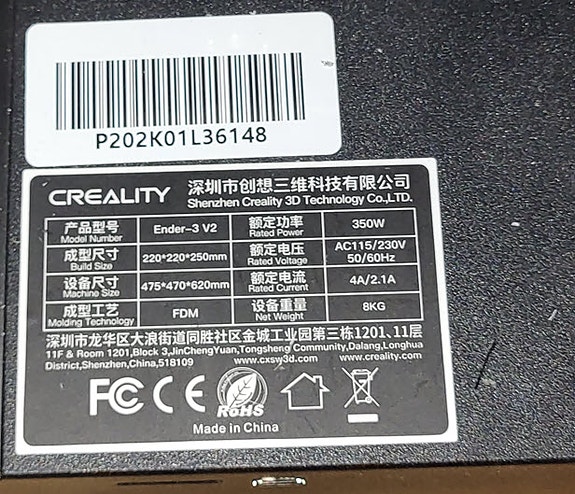 P202K01L36148
CREALITY 深圳市创想三维科技有限公司
Shenzhen Creality 3D Technology Co.,LTD.
产品型号 Ender-3 V2 额定功率 350W
Model Number Rated Power
成型尺寸 220*220*250mm 额定电压 AC115/230V
Build Size Rated Voltage 50/60Hz
设备尺寸 475*470*620mm 额定电流 4A/2.1A
Machine Size Rated Current
成型工艺 FDM 设备重量 8KG
Molding Technology Net Weight
深圳市龙华区大浪街道同胜社区金城工业园第三栋1201、11层
11F & Room 1201,Block 3,JinChengYuan,Tongsheng Community,Dalang,Longhua
District,Shenzhen,China,518109 www.cxsw3d.com www.creality.com
FC CE RoHS
Made in China